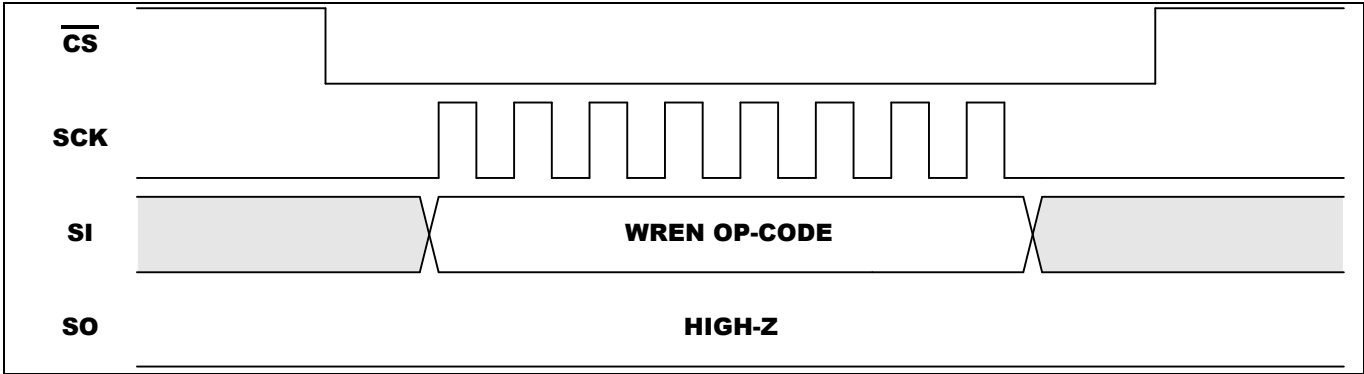 CS
SCK
SI
WREN OP-CODE
SO
HIGH-Z